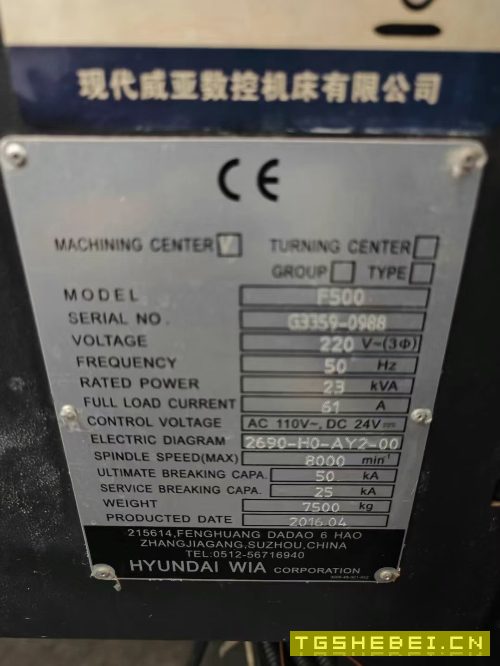 现代威亚数控机床有限公司
CE
MACHINING CENTER V TURNING CENTER
GROUP TYPE
MODEL F500
SERIAL NO. G3359-0988
VOLTAGE 220 V~(3Φ)
FREQUENCY 50 Hz
RATED POWER 23 kVA
FULL LOAD CURRENT 61 A
CONTROL VOLTAGE AC 110V~, DC 24V⎓
ELECTRIC DIAGRAM 2690-H0-AY2-00
SPINDLE SPEED(MAX) 8000 min⁻¹
ULTIMATE BREAKING CAPA. 50 kA
SERVICE BREAKING CAPA. 25 kA
WEIGHT 7500 kg
PRODUCTED DATE 2016.04
215614,FENGHUANG DADAO 6 HAO
ZHANGJIAGANG,SUZHOU,CHINA
TEL:0512-56716940
HYUNDAI WIA CORPORATION
TGSHEBEI.CN